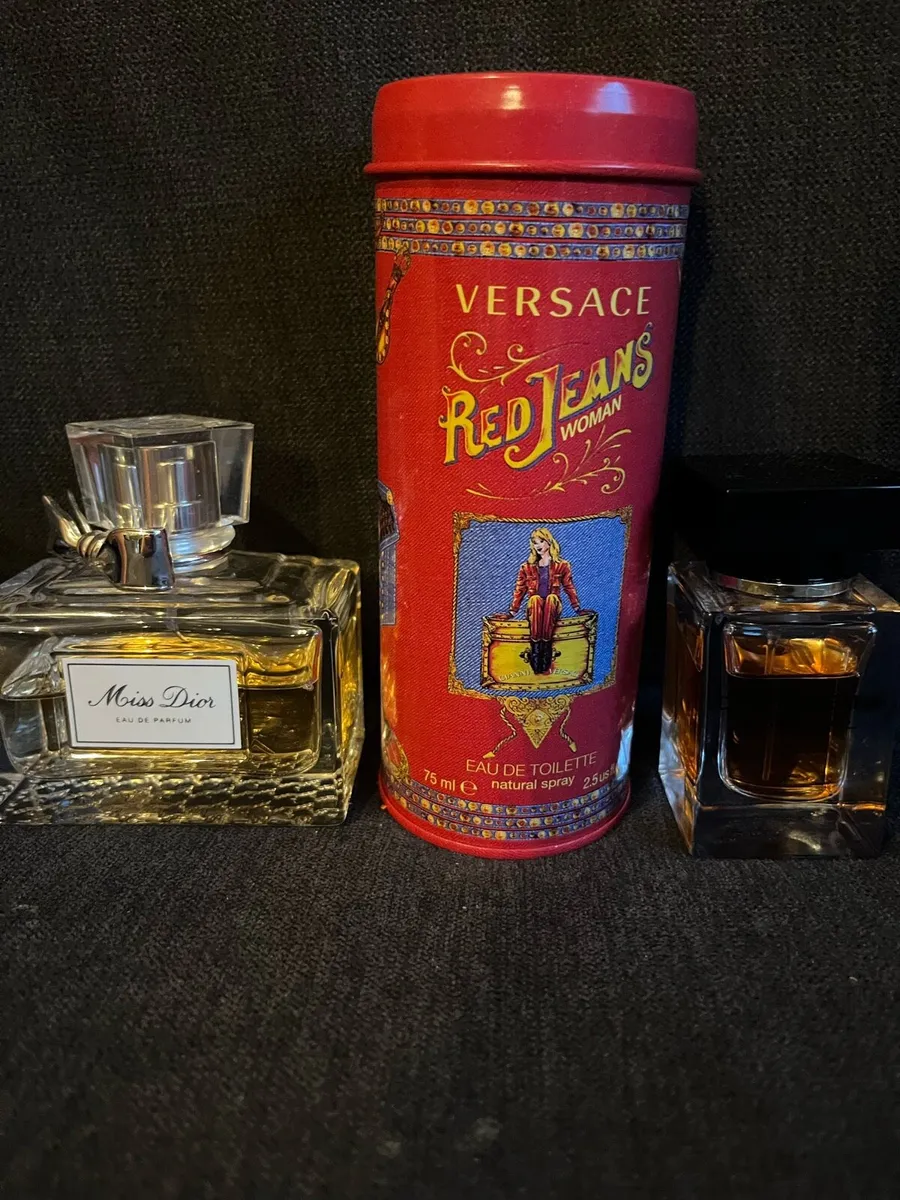 Miss Dior
EAU DE PARFUM
VERSACE
RED JEANS
WOMAN
EAU DE TOILETTE
75 ml e natural spray 2.5 us